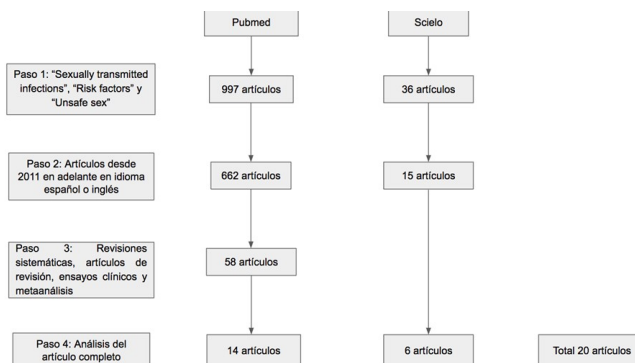 Pubmed
Scielo
Paso 1: “Sexually transmitted
infections”, “Risk factors” y
“Unsafe sex”
997 artículos
36 artículos
Paso 2: Artículos desde
2011 en adelante en idioma
español o inglés
662 artículos
15 artículos
Paso 3: Revisiones
sistemáticas, artículos de
revisión, ensayos clínicos y
metaanálisis
58 artículos
Paso 4: Análisis del
artículo completo
14 artículos
6 artículos
Total 20 artículos